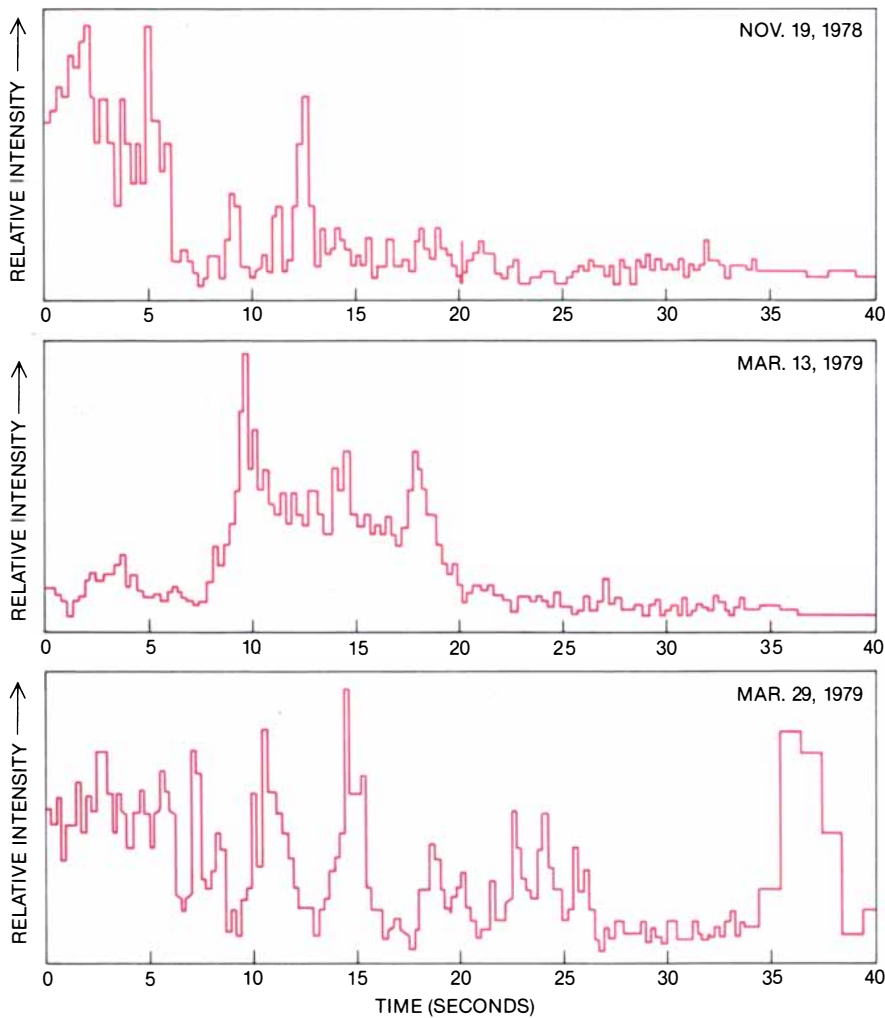 RELATIVE INTENSITY
NOV. 19, 1978
0 5 10 15 20 25 30 35 40
RELATIVE INTENSITY
MAR. 13, 1979
0 5 10 15 20 25 30 35 40
RELATIVE INTENSITY
MAR. 29, 1979
0 5 10 15 20 25 30 35 40
TIME (SECONDS)